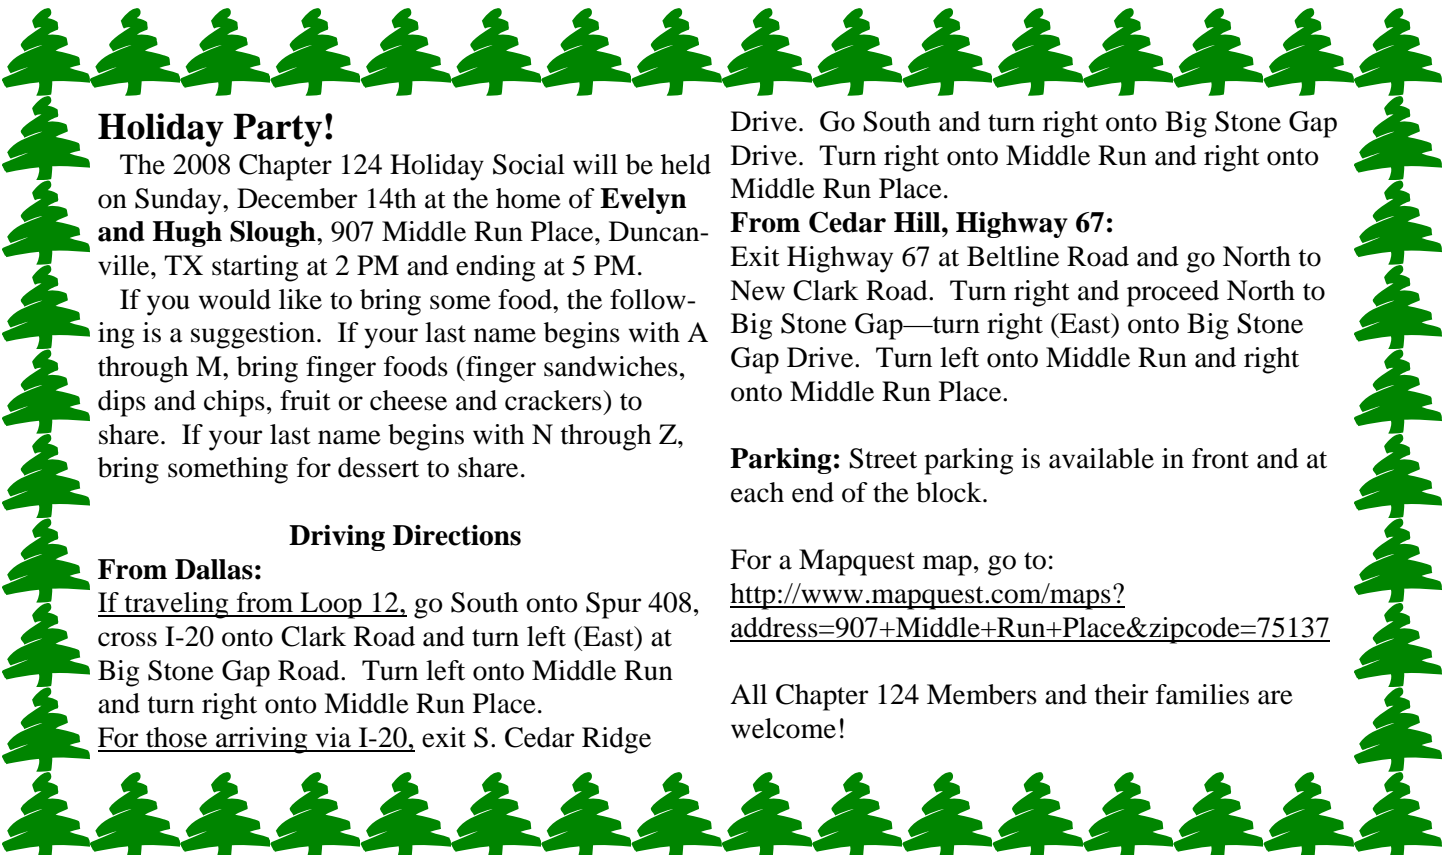 Holiday Party!
The 2008 Chapter 124 Holiday Social will be held
on Sunday, December 14th at the home of Evelyn
and Hugh Slough, 907 Middle Run Place, Duncan-
ville, TX starting at 2 PM and ending at 5 PM.
If you would like to bring some food, the follow-
ing is a suggestion.  If your last name begins with A
through M, bring finger foods (finger sandwiches,
dips and chips, fruit or cheese and crackers) to
share.  If your last name begins with N through Z,
bring something for dessert to share.
Driving Directions
From Dallas:
If traveling from Loop 12, go South onto Spur 408,
cross I-20 onto Clark Road and turn left (East) at
Big Stone Gap Road.  Turn left onto Middle Run
and turn right onto Middle Run Place.
For those arriving via I-20, exit S. Cedar Ridge
Drive.  Go South and turn right onto Big Stone Gap
Drive.  Turn right onto Middle Run and right onto
Middle Run Place.
From Cedar Hill, Highway 67:
Exit Highway 67 at Beltline Road and go North to
New Clark Road.  Turn right and proceed North to
Big Stone Gap—turn right (East) onto Big Stone
Gap Drive.  Turn left onto Middle Run and right
onto Middle Run Place.
Parking: Street parking is available in front and at
each end of the block.
For a Mapquest map, go to:
http://www.mapquest.com/maps?
address=907+Middle+Run+Place&zipcode=75137
All Chapter 124 Members and their families are
welcome!